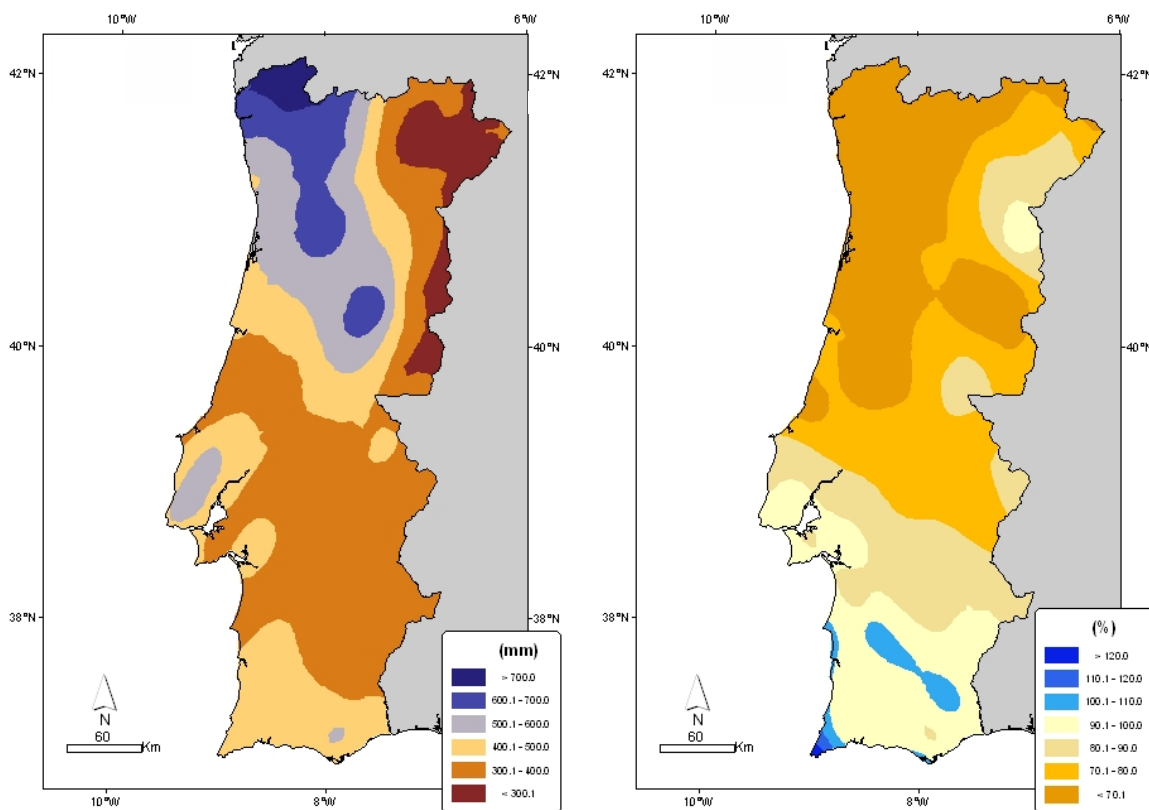 10°W
6°W
42°N
42°N
40°N
40°N
38°N
38°N
N
60
Km
10°W
8°W
(mm)
> 700.0
600.1 - 700.0
500.1 - 600.0
400.1 - 500.0
300.1 - 400.0
< 300.1
10°W
6°W
42°N
42°N
40°N
40°N
38°N
38°N
N
60
Km
10°W
8°W
(%)
> 120.0
110.1 - 120.0
100.1 - 110.0
90.1 - 100.0
80.1 - 90.0
70.1 - 80.0
< 70.1